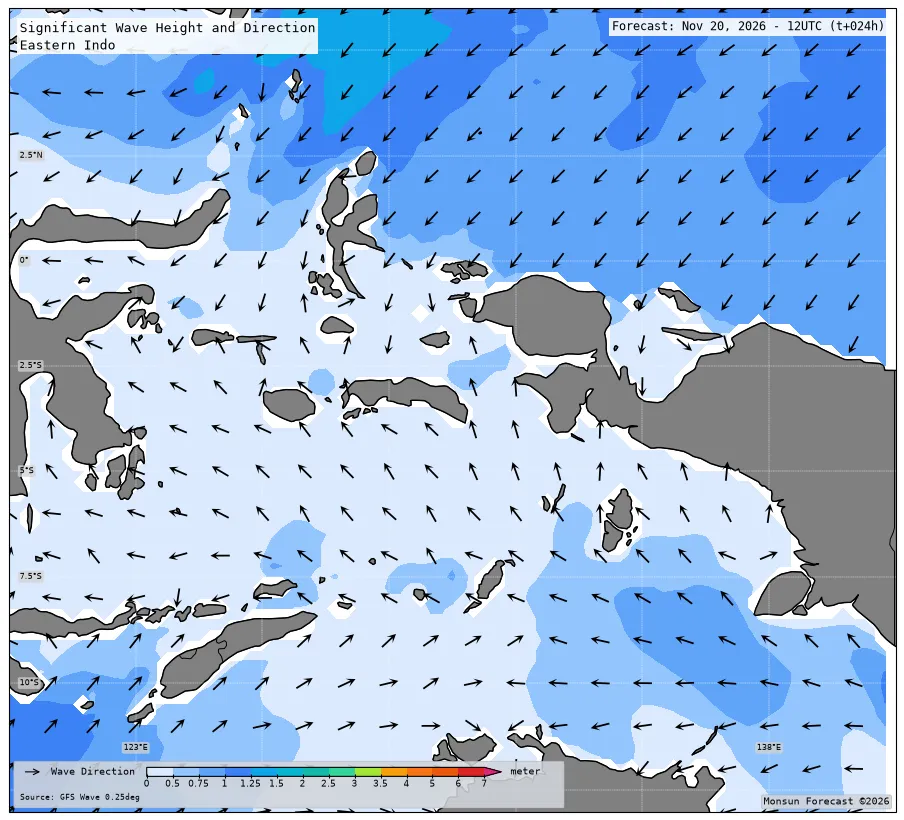 Significant Wave Height and Direction
Eastern Indo
Forecast: Nov 20, 2026 - 12UTC (t+024h)
2.5°N
0°
2.5°S
5°S
7.5°S
10°S
123°E
138°E
Wave Direction
meter
0 0.5 0.75 1 1.25 1.5 2 2.5 3 3.5 4 5 6 7
Source: GFS Wave 0.25deg
Monsun Forecast ©2026